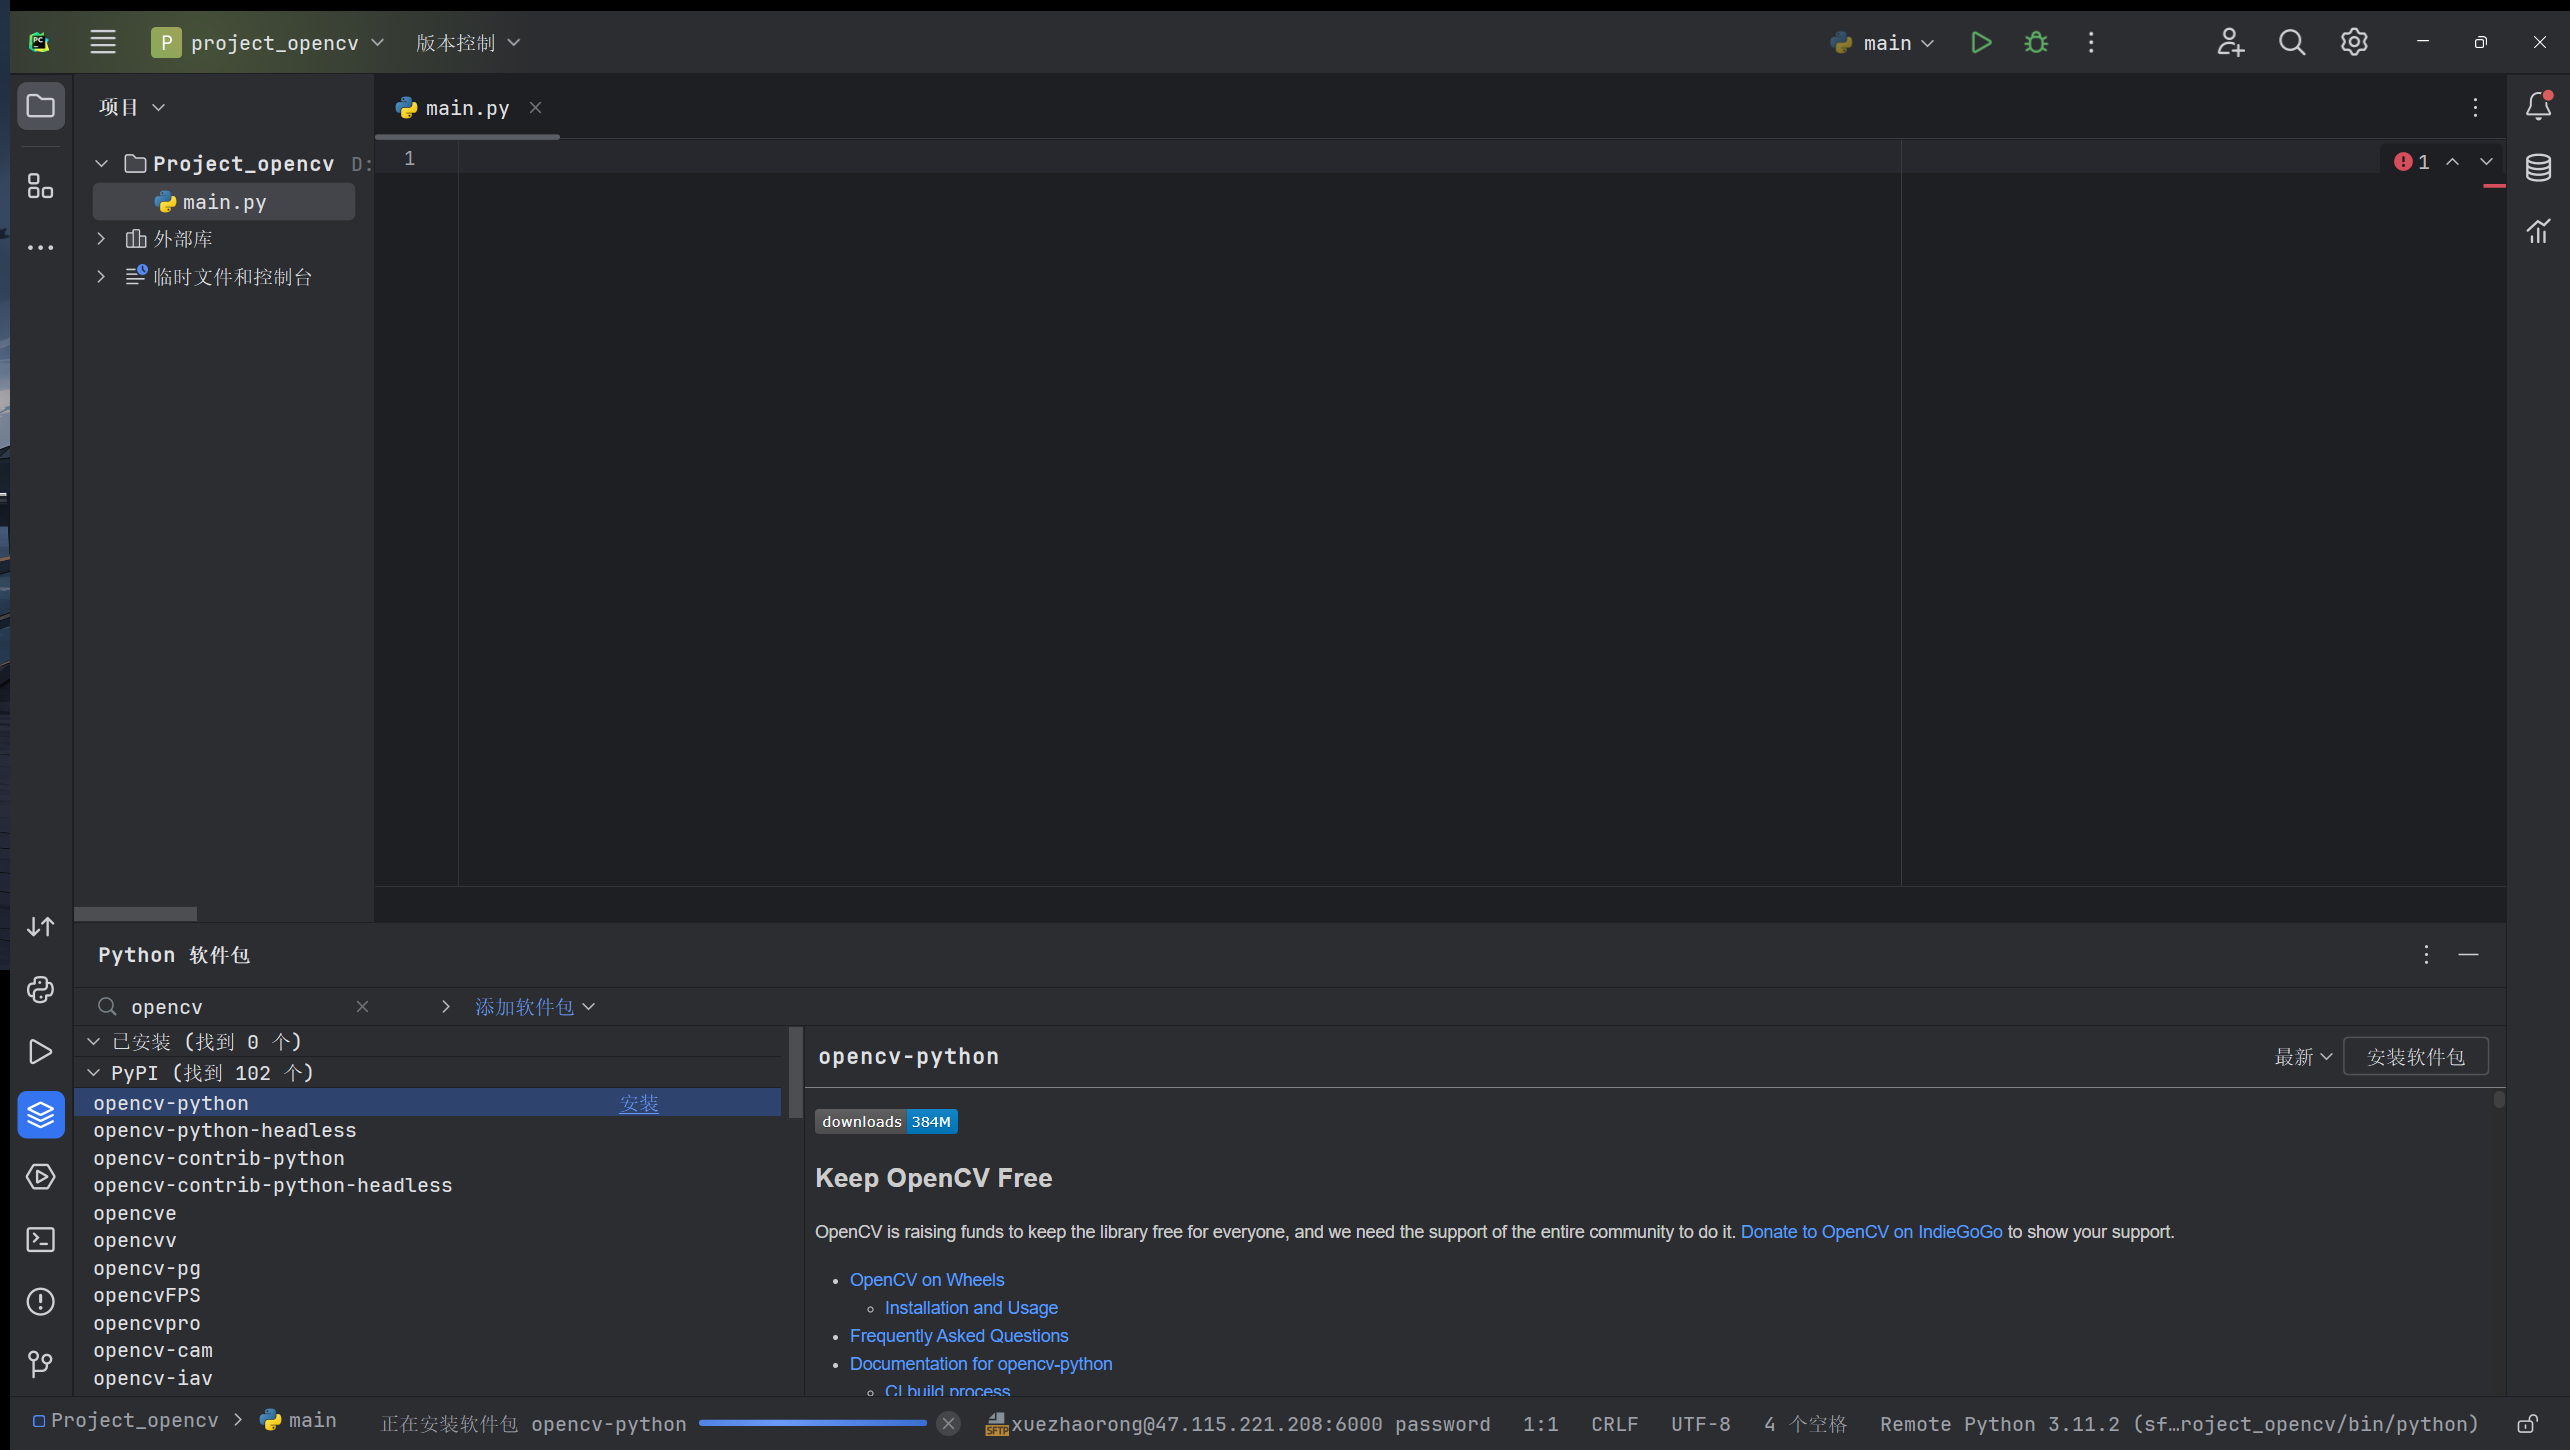 P project_opencv 版本控制 main
项目
main.py
Project_opencv D:
1
1
main.py
外部库
临时文件和控制台
Python 软件包
opencv
添加软件包
已安装 (找到 0 个)
opencv-python
最新
安装软件包
PyPI (找到 102 个)
opencv-python 安装
opencv-python-headless
opencv-contrib-python
opencv-contrib-python-headless
opencve
opencvv
opencv-pg
opencvFPS
opencvpro
opencv-cam
opencv-iav
downloads 384M
Keep OpenCV Free
OpenCV is raising funds to keep the library free for everyone, and we need the support of the entire community to do it. Donate to OpenCV on IndieGoGo to show your support.
OpenCV on Wheels
Installation and Usage
Frequently Asked Questions
Documentation for opencv-python
CI build process
Project_opencv > main 正在安装软件包 opencv-python SFTP xuezhaorong@47.115.221.208:6000 password 1:1 CRLF UTF-8 4 个空格 Remote Python 3.11.2 (sf…roject_opencv/bin/python)